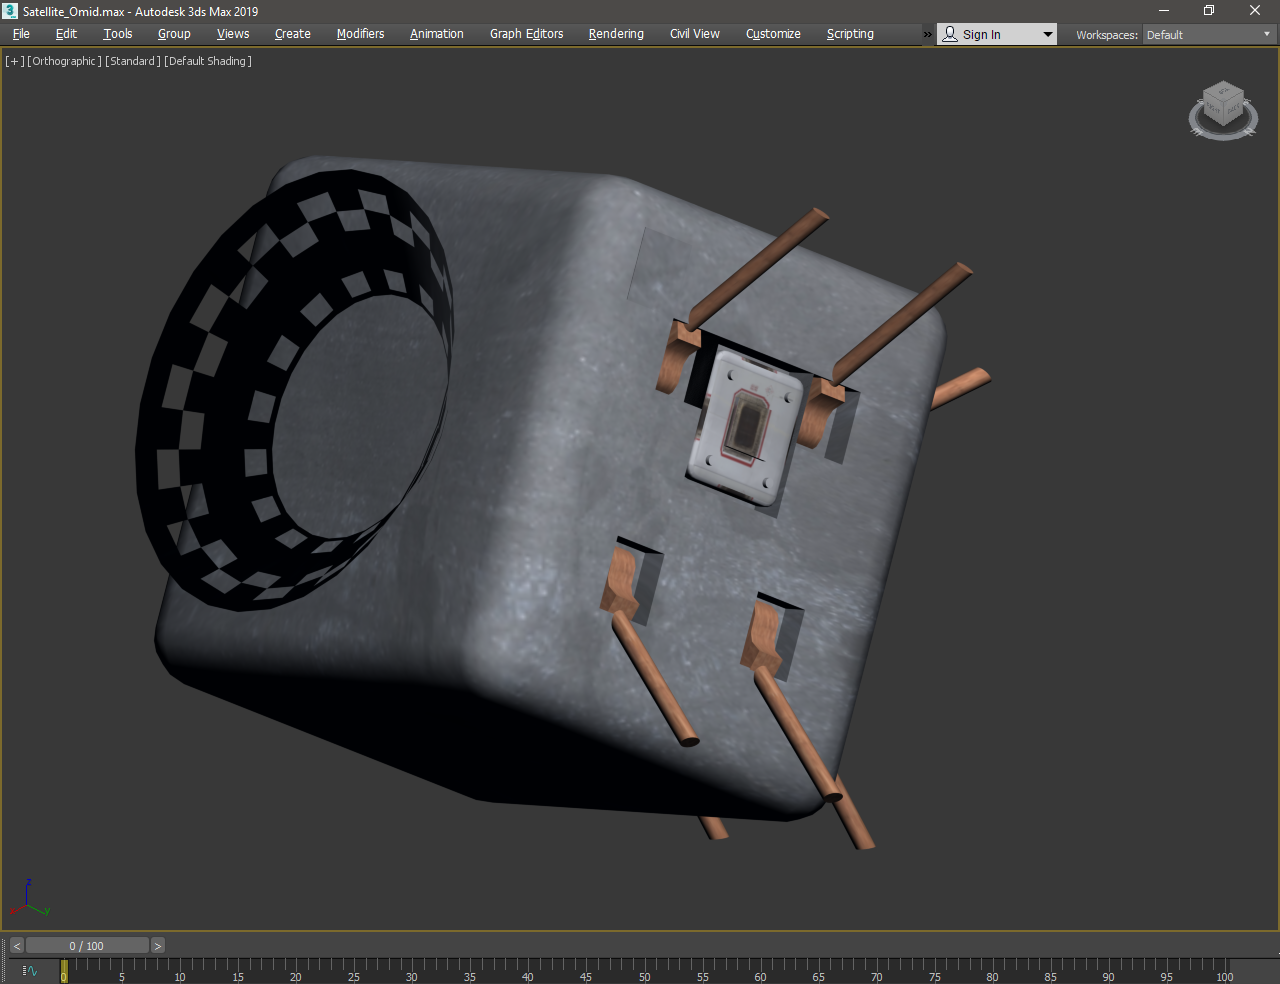 Satellite_Omid.max - Autodesk 3ds Max 2019
File Edit Tools Group Views Create Modifiers Animation Graph Editors Rendering Civil View Customize Scripting » Sign In Workspaces: Default
[+] [Orthographic] [Standard] [Default Shading]
z
y
< 0 / 100 >
0 5 10 15 20 25 30 35 40 45 50 55 60 65 70 75 80 85 90 95 100